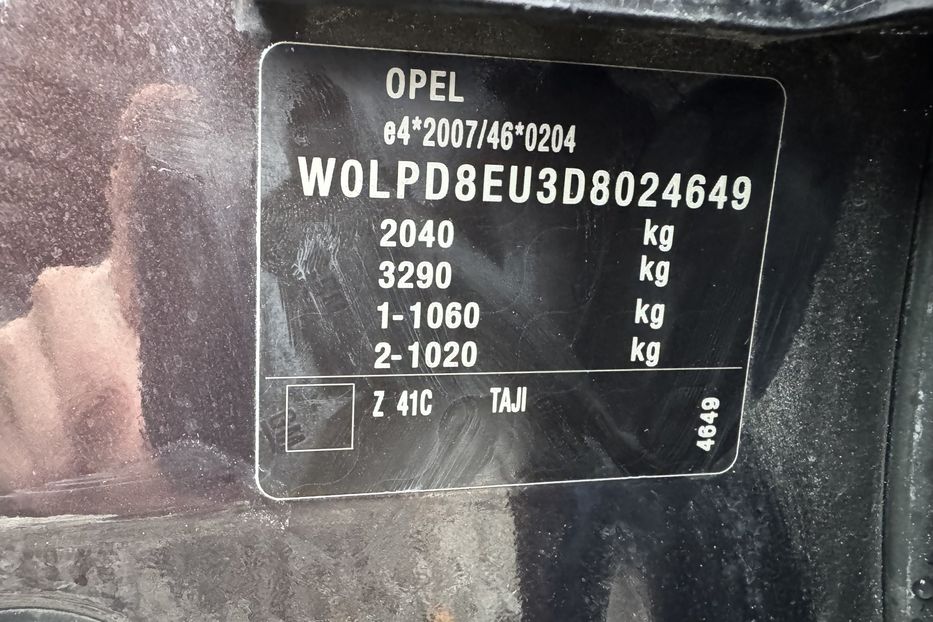 OPEL
e4*2007/46*0204
W0LPD8EU3D8024649
2040 kg
3290 kg
1-1060 kg
2-1020 kg
Z 41C TAJI
4649